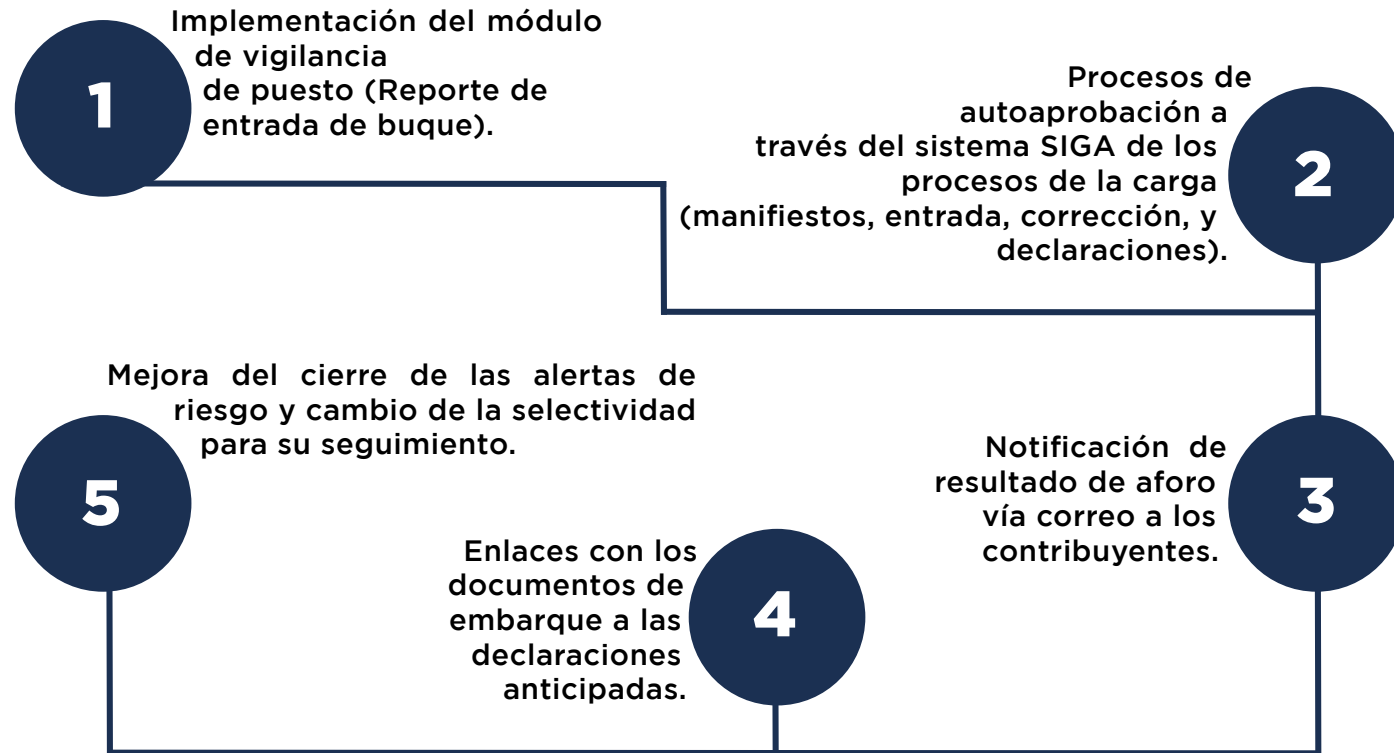 1
Implementación del módulo
de vigilancia
de puesto (Reporte de
entrada de buque).
2
Procesos de
autoaprobación a
través del sistema SIGA de los
procesos de la carga
(manifiestos, entrada, corrección, y
declaraciones).
3
Notificación de
resultado de aforo
vía correo a los
contribuyentes.
4
Enlaces con los
documentos de
embarque a las
declaraciones
anticipadas.
5
Mejora del cierre de las alertas de
riesgo y cambio de la selectividad
para su seguimiento.